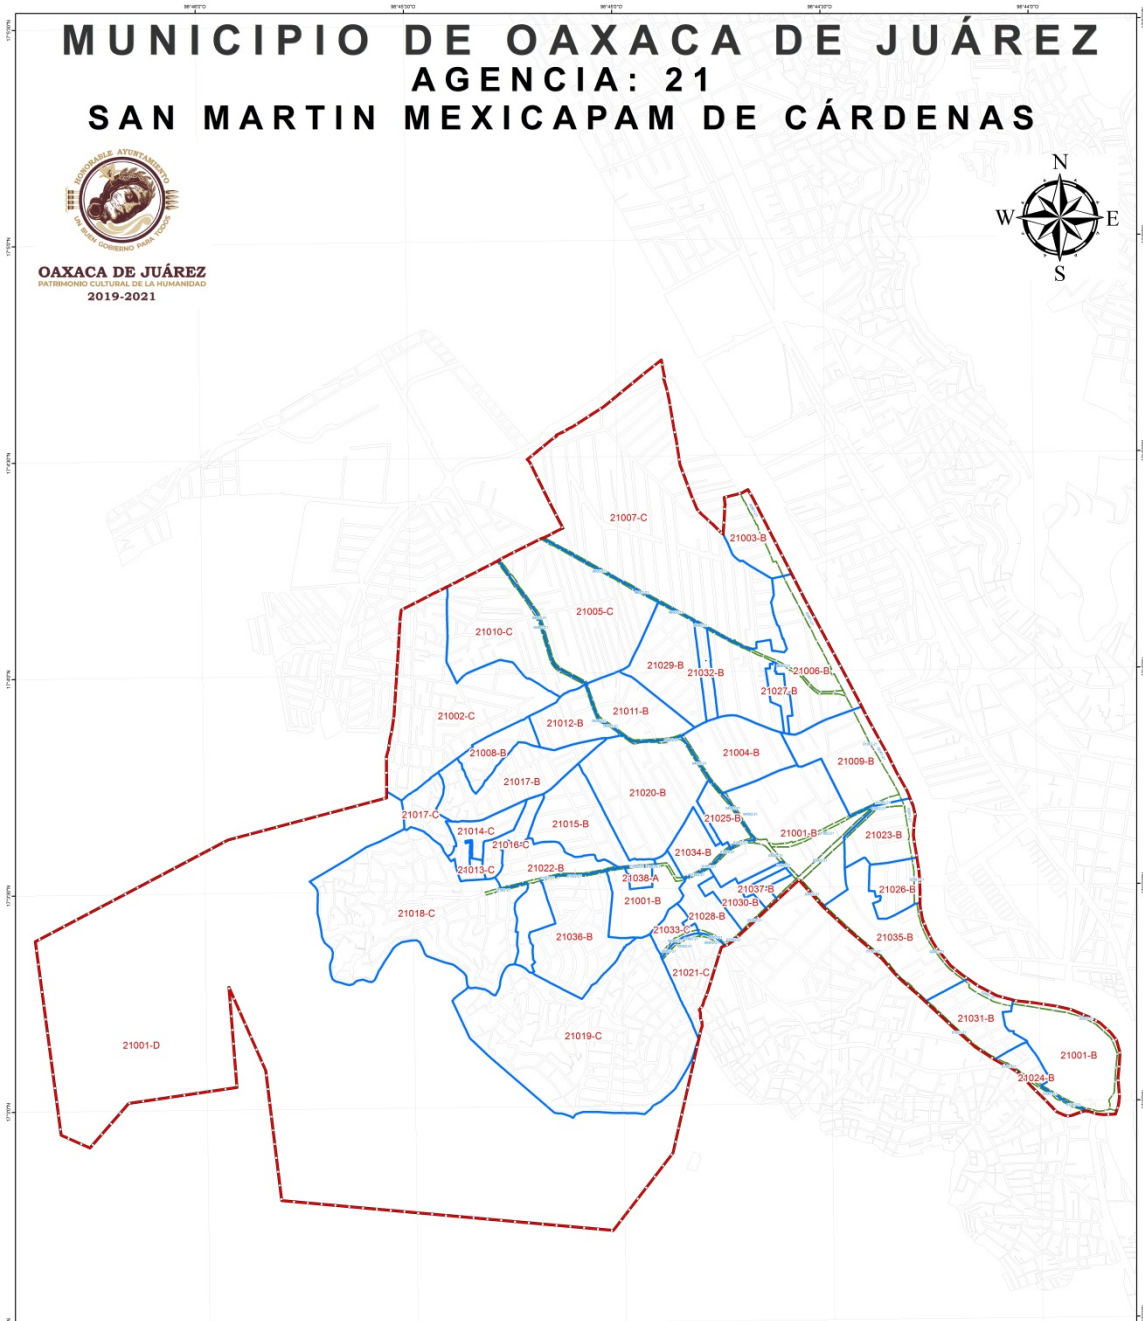 MUNICIPIO DE OAXACA DE JUÁREZ
AGENCIA: 21
SAN MARTIN MEXICAPAM DE CÁRDENAS
HONORABLE AYUNTAMIENTO
UN BUEN GOBIERNO PARA TODOS
OAXACA DE JUÁREZ
PATRIMONIO CULTURAL DE LA HUMANIDAD
2019-2021
N
W E
S
21007-C
21003-B
21005-C
21010-C
21029-B
21032-B
21006-B
21027-B
21002-C
21012-B
21011-B
21008-B
21004-B
21009-B
21017-B
21020-B
21017-C
21014-C
21015-B
21025-B
21001-B
21023-B
21016-C
21034-B
21013-C
21022-B
21038-A
21037-B
21026-B
21001-B
21030-B
21018-C
21028-B
21033-C
21036-B
21035-B
21021-C
21031-B
21019-C
21001-D
21001-B
21024-B